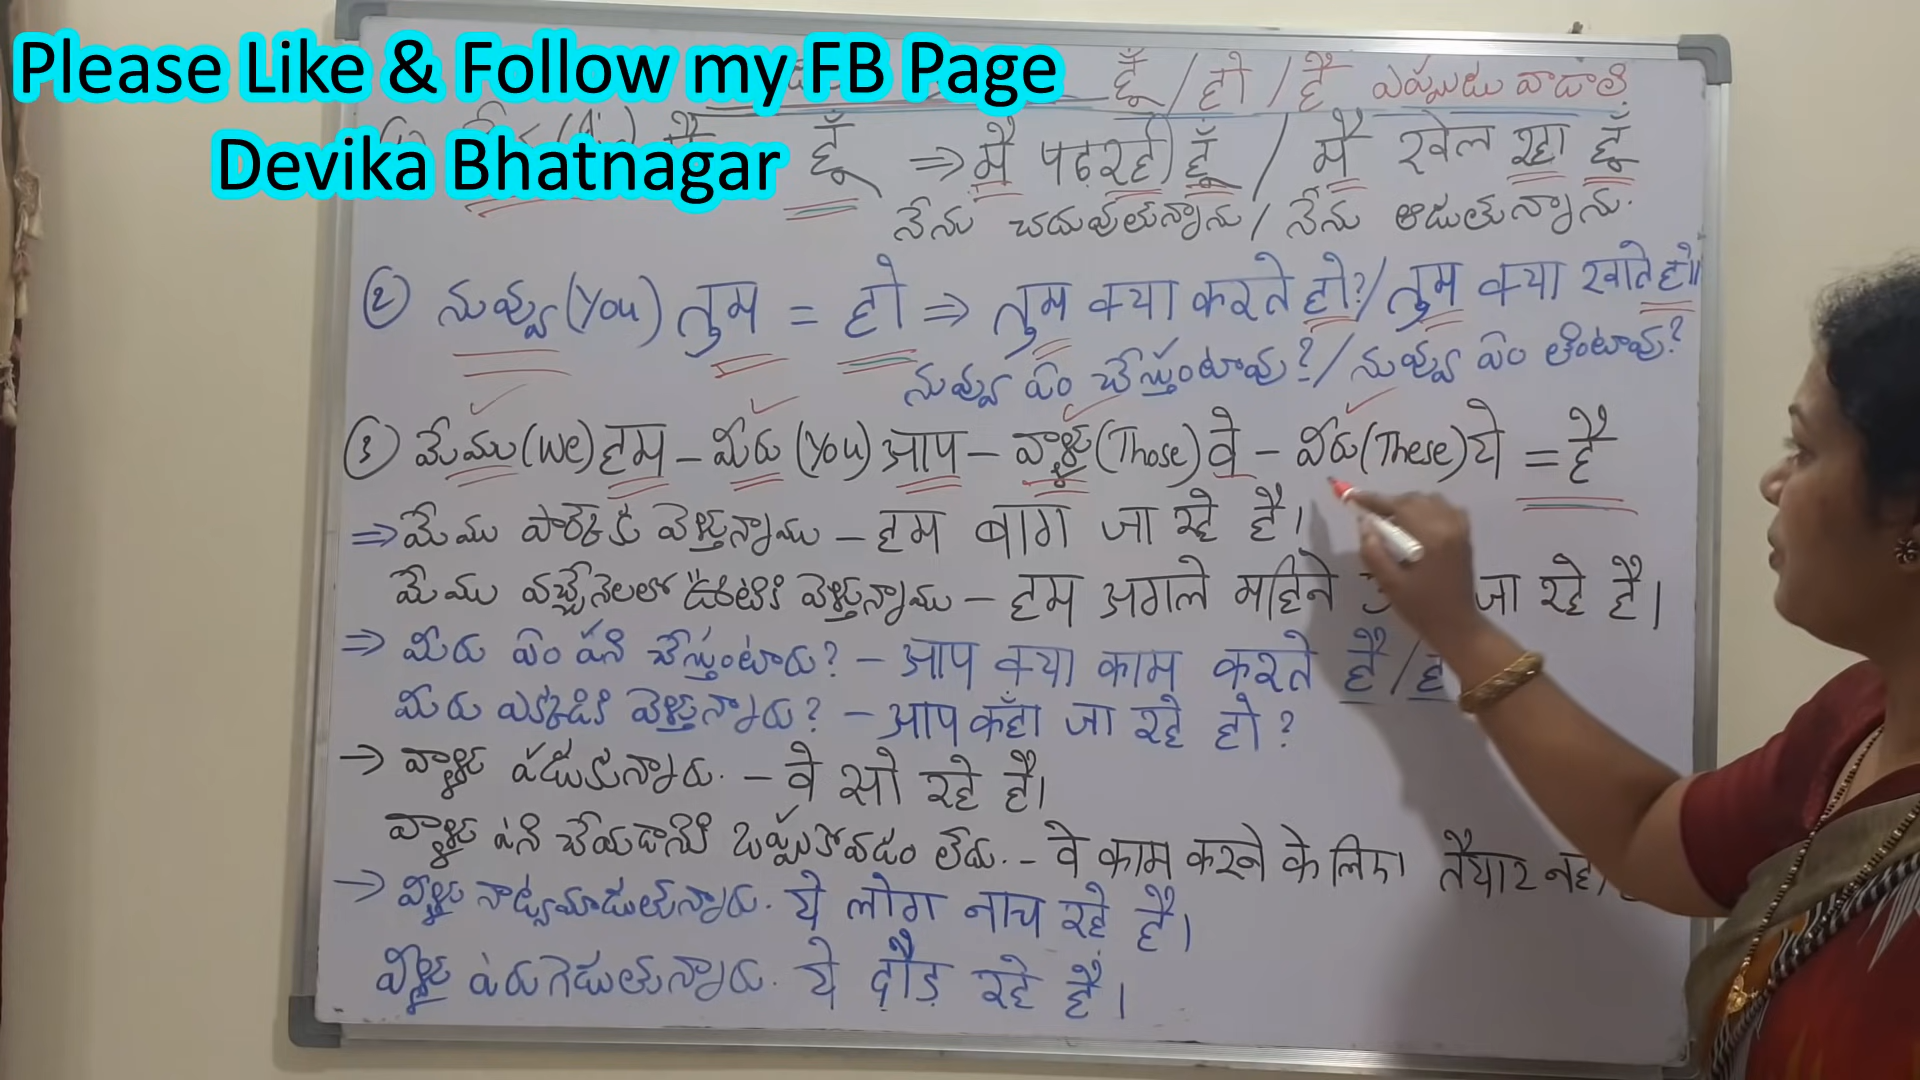 Please Like & Follow my FB Page
Devika Bhatnagar
हूँ / हो / है ఎప్పుడు వాడాలి
हूँ ⇒ मैं पढ़ रही हूँ / मैं खेल रहा हूँ
నేను చదువుతున్నాను / నేను ఆడుతున్నాను.
② నువ్వు (You) तुम = हो ⇒ तुम क्या करते हो? / तुम क्या खाते हो॥
నువ్వు ఏం చేస్తుంటావు? / నువ్వు ఏం తింటావు?
③ మేము (We) हम – మీరు (You) आप – వాళ్ళు (Those) वे – వీరు (These) ये = है
⇒ మేము పార్క్ కు వెళ్తున్నాము – हम बाग जा रहे है।
మేము వచ్చేనెలలో ఊటీకి వెళ్తున్నాము – हम अगले महिने जा रहे है।
⇒ మీరు ఏం పని చేస్తుంటారు? – आप क्या काम करते है /
మీరు ఎక్కడికి వెళ్తున్నారు? – आप कहाँ जा रहे हो?
→ వాళ్ళు పడుకున్నారు. – वे सो रहे है।
వాళ్ళు పని చేయడానికి ఒప్పుకోవడం లేదు. – वे काम करने के लिए तैयार
→ వీళ్ళు నాట్యమాడుతున్నారు. ये लोग नाच रहे है।
వీళ్ళు పరుగెడుతున్నారు. ये दौड़ रहे है।